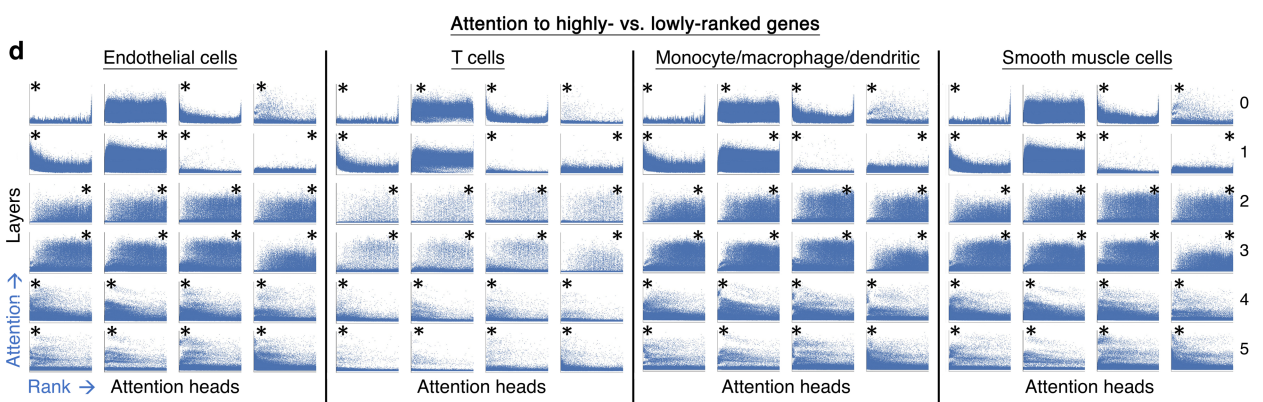 Attention to highly- vs. lowly-ranked genes
d
Endothelial cells
T cells
Monocyte/macrophage/dendritic
Smooth muscle cells
* * * * * * * * * * * * * 0
* * * * * * * * * * * * * * * 1
* * * * * * * * * * * * * * * * 2
* * * * * * * * * * * * * * * * 3
* * * * * * * * * * * * * * * * 4
* * * * * * * * * * * * * * * * 5
Layers
Attention →
Rank → Attention heads Attention heads Attention heads Attention heads